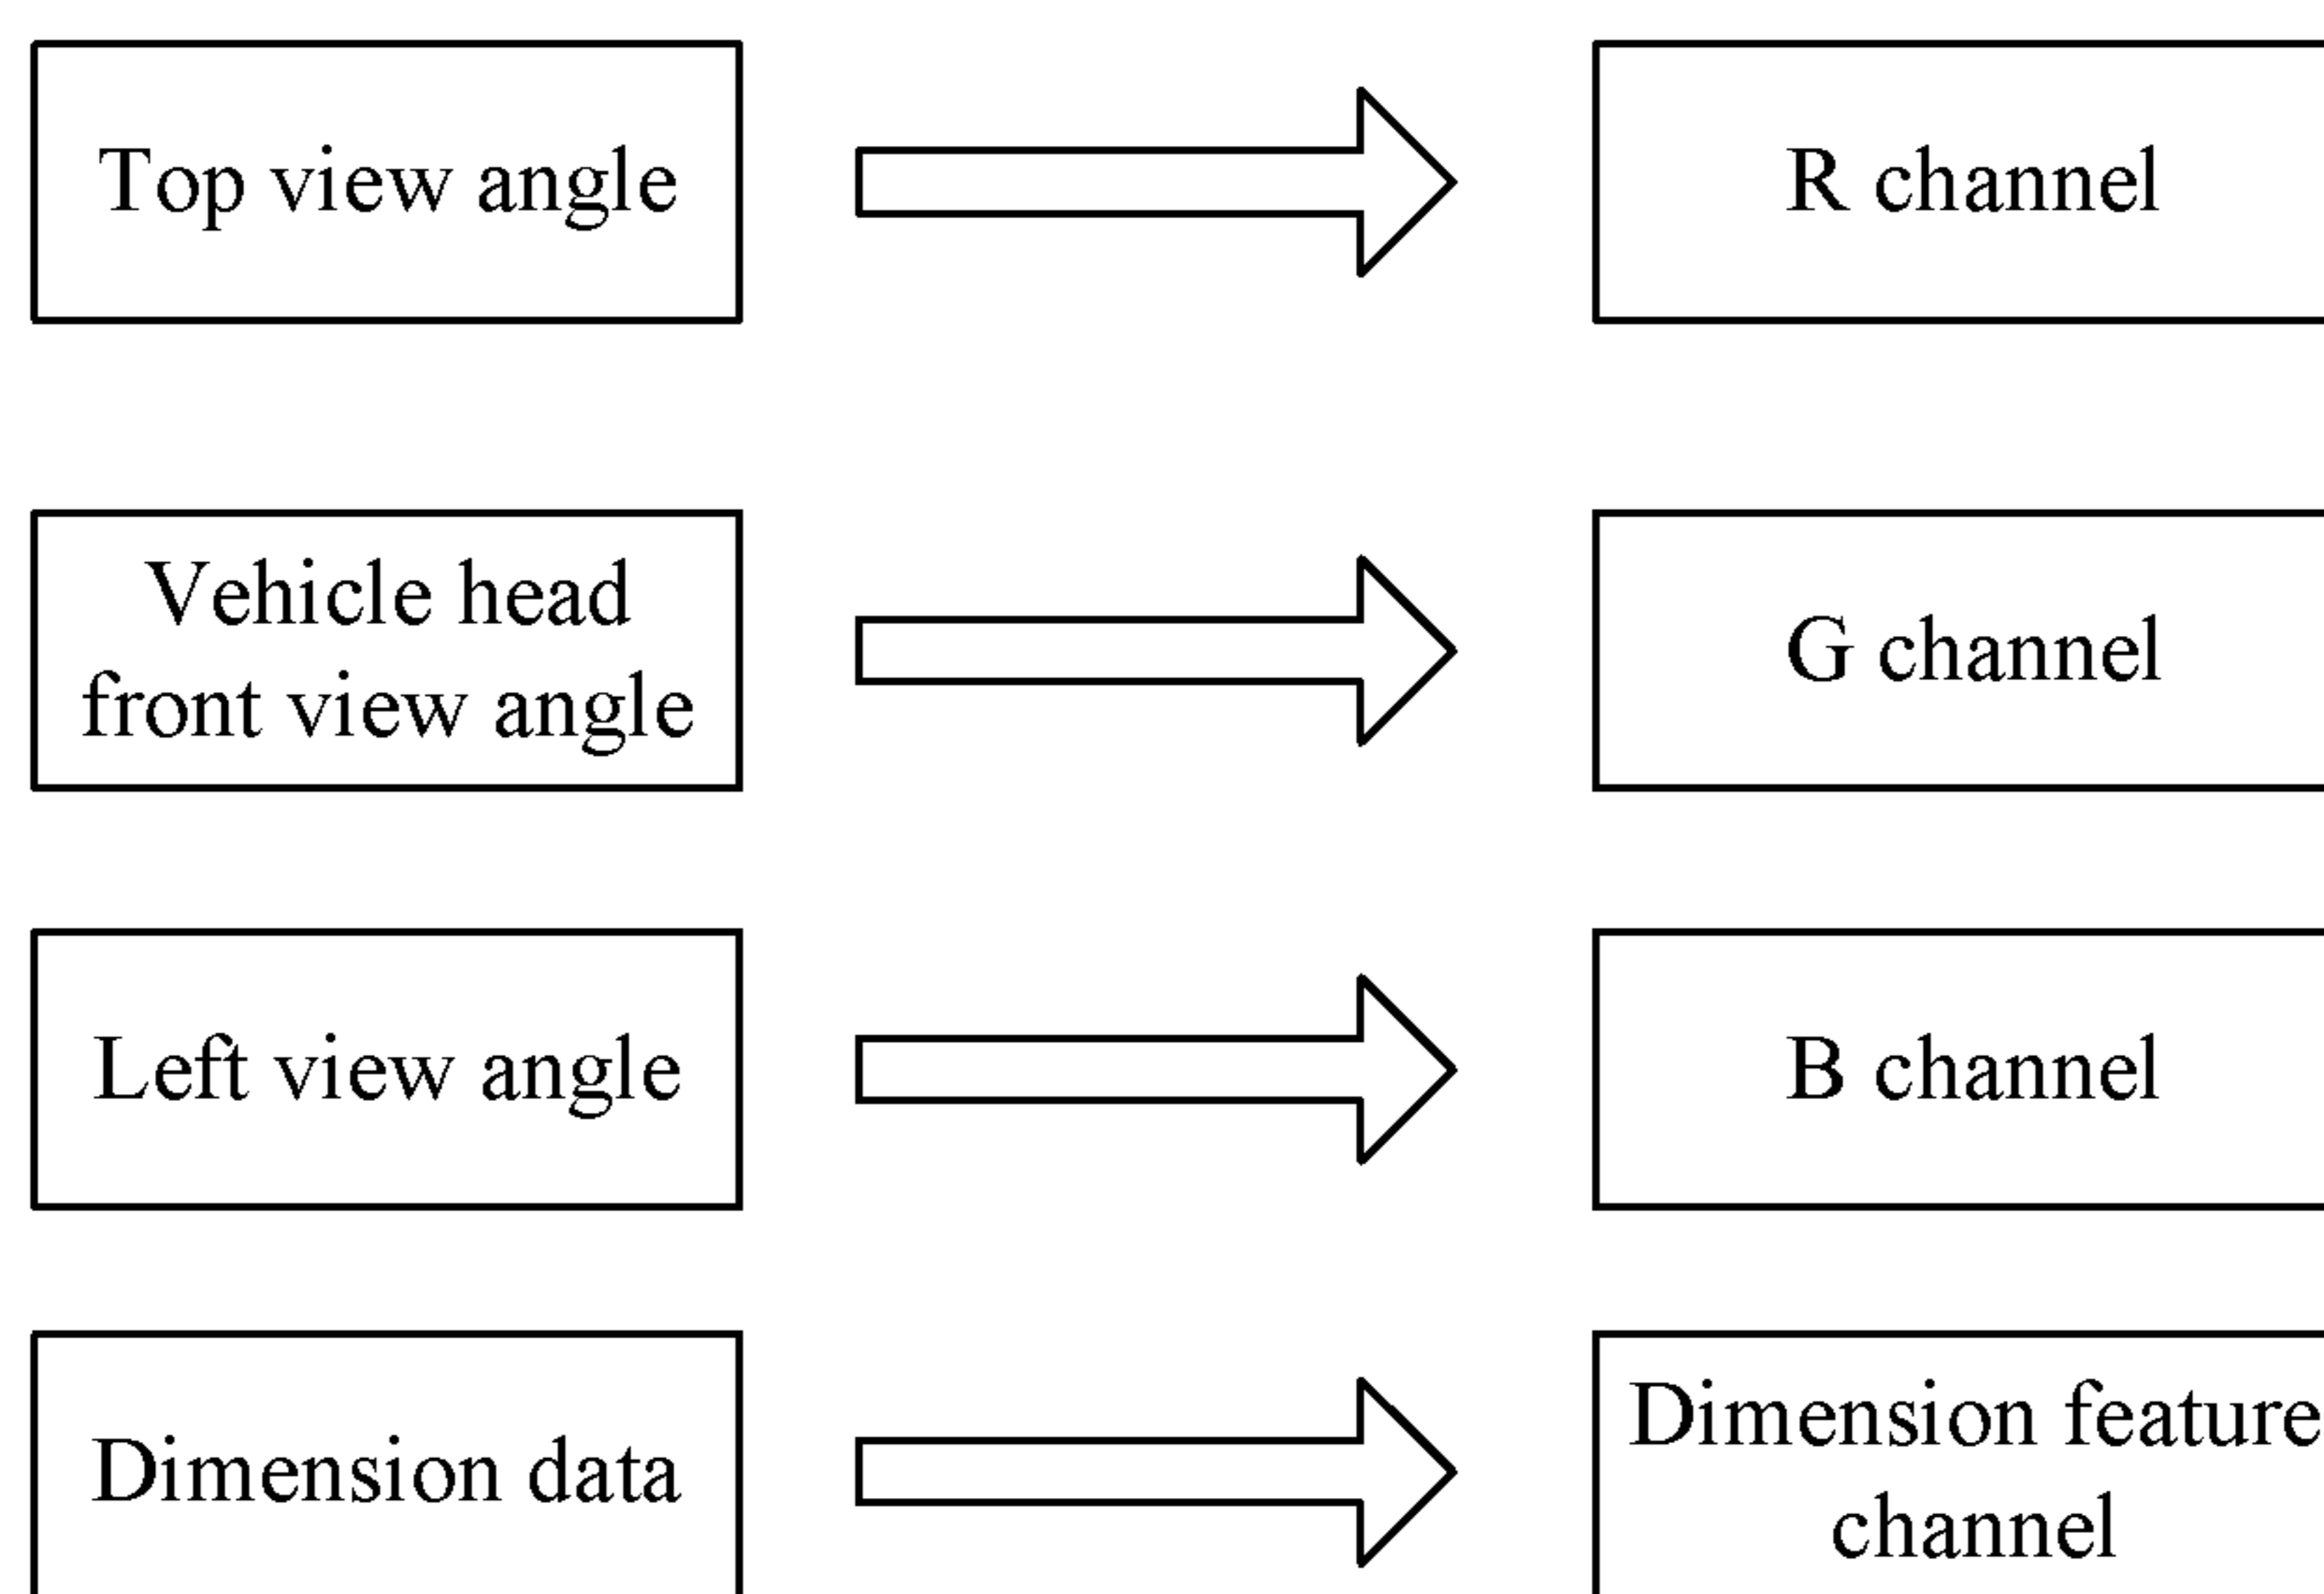 Top view angle
R channel
Vehicle head
front view angle
G channel
Left view angle
B channel
Dimension data
Dimension feature
channel